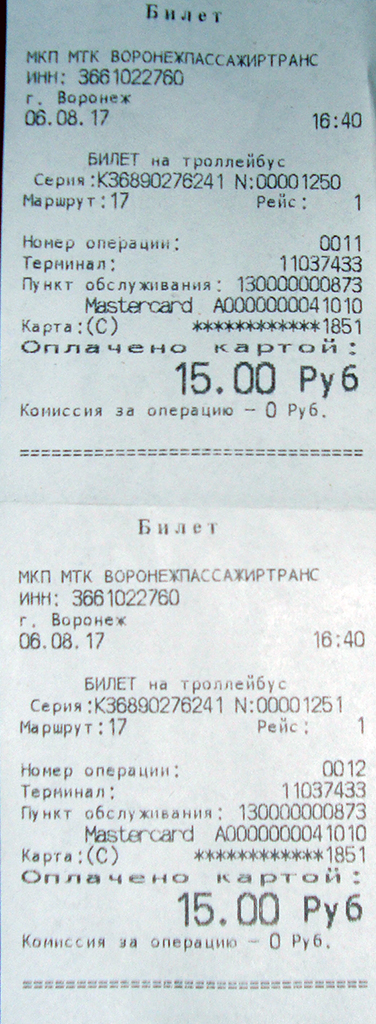 Билет
МКП МТК ВОРОНЕЖПАССАЖИРТРАНС
ИНН: 3661022760
г. Воронеж
06.08.17 16:40
БИЛЕТ на троллейбус
Серия:К36890276241 N:00001250
Маршрут:17 Рейс: 1
Номер операции: 0011
Терминал: 11037433
Пункт обслуживания: 130000000873
Mastercard A0000000041010
Карта:(C) ************1851
Оплачено картой:
15.00 Руб
Комиссия за операцию – 0 Руб.
=================================
Билет
МКП МТК ВОРОНЕЖПАССАЖИРТРАНС
ИНН: 3661022760
г. Воронеж
06.08.17 16:40
БИЛЕТ на троллейбус
Серия:К36890276241 N:00001251
Маршрут:17 Рейс: 1
Номер операции: 0012
Терминал: 11037433
Пункт обслуживания: 130000000873
Mastercard A0000000041010
Карта:(C) ************1851
Оплачено картой:
15.00 Руб
Комиссия за операцию – 0 Руб.
=================================